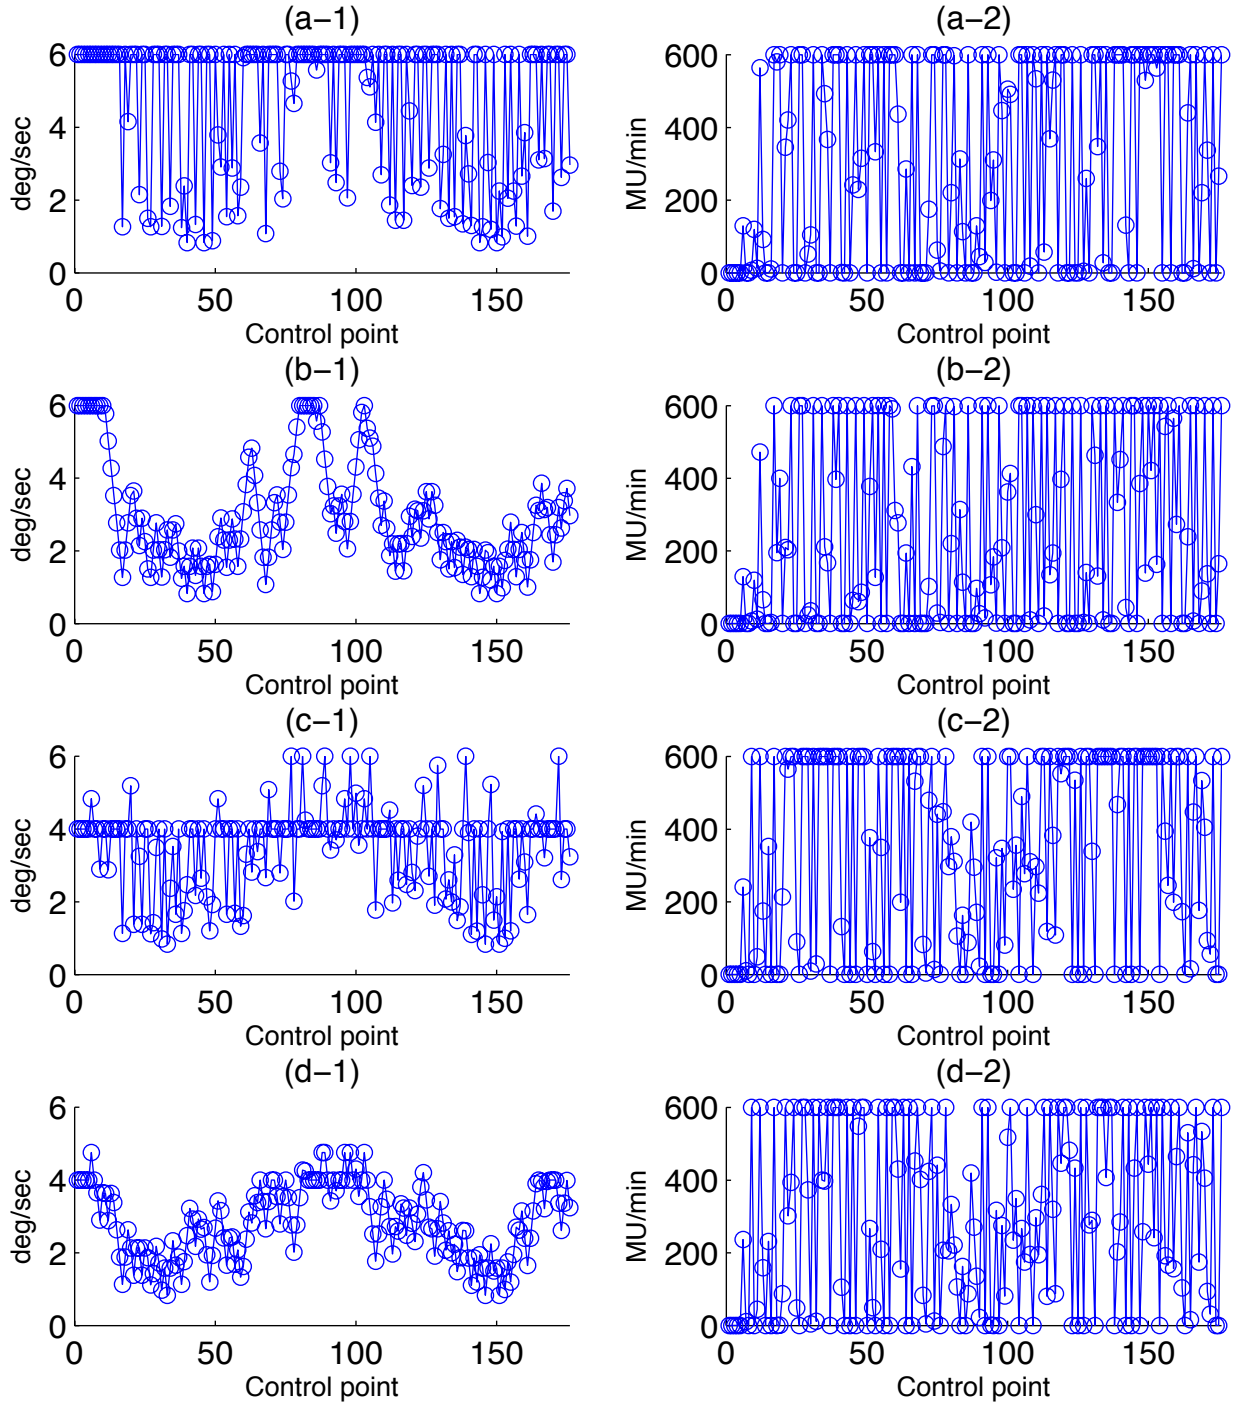 (a−1)
deg/sec
6
4
2
0
0 50 100 150
Control point
(a−2)
MU/min
600
400
200
0
0 50 100 150
Control point
(b−1)
deg/sec
6
4
2
0
0 50 100 150
Control point
(b−2)
MU/min
600
400
200
0
0 50 100 150
Control point
(c−1)
deg/sec
6
4
2
0
0 50 100 150
Control point
(c−2)
MU/min
600
400
200
0
0 50 100 150
Control point
(d−1)
deg/sec
6
4
2
0
0 50 100 150
Control point
(d−2)
MU/min
600
400
200
0
0 50 100 150
Control point